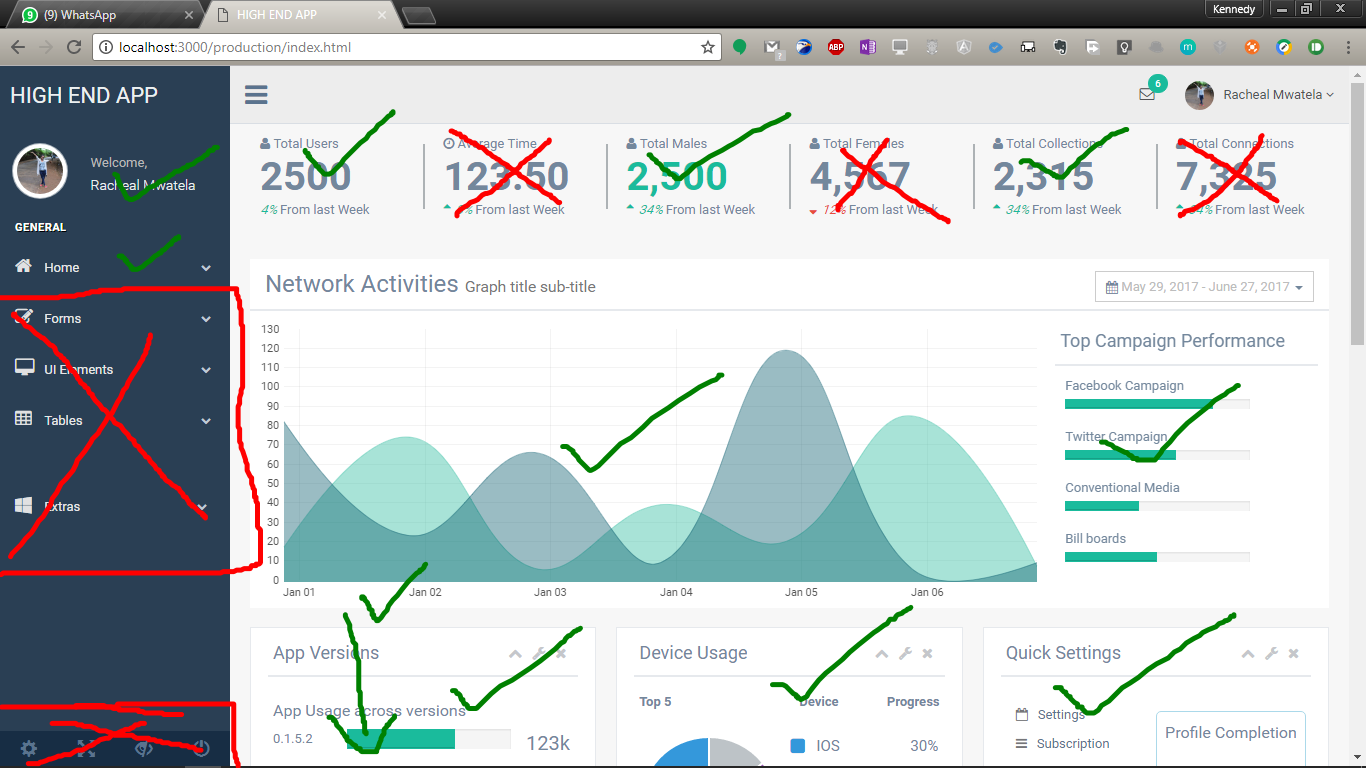 (9) WhatsApp
HIGH END APP
Kennedy
localhost:3000/production/index.html
HIGH END APP
6
Racheal Mwatela
Welcome,
Racheal Mwatela
GENERAL
Home
Forms
UI Elements
Tables
Extras
Total Users
2500
4% From last Week
Average Time
123.50
From last Week
Total Males
2,500
34% From last Week
Total Females
4,567
12% From last Week
Total Collections
2,315
34% From last Week
Total Connections
7,325
34% From last Week
Network Activities Graph title sub-title
May 29, 2017 - June 27, 2017
130
120
110
100
90
80
70
60
50
40
30
20
10
0
Jan 01 Jan 02 Jan 03 Jan 04 Jan 05 Jan 06
Top Campaign Performance
Facebook Campaign
Twitter Campaign
Conventional Media
Bill boards
App Versions
App Usage across versions
0.1.5.2 123k
Device Usage
Top 5 Device Progress
IOS 30%
Quick Settings
Settings
Subscription
Profile Completion